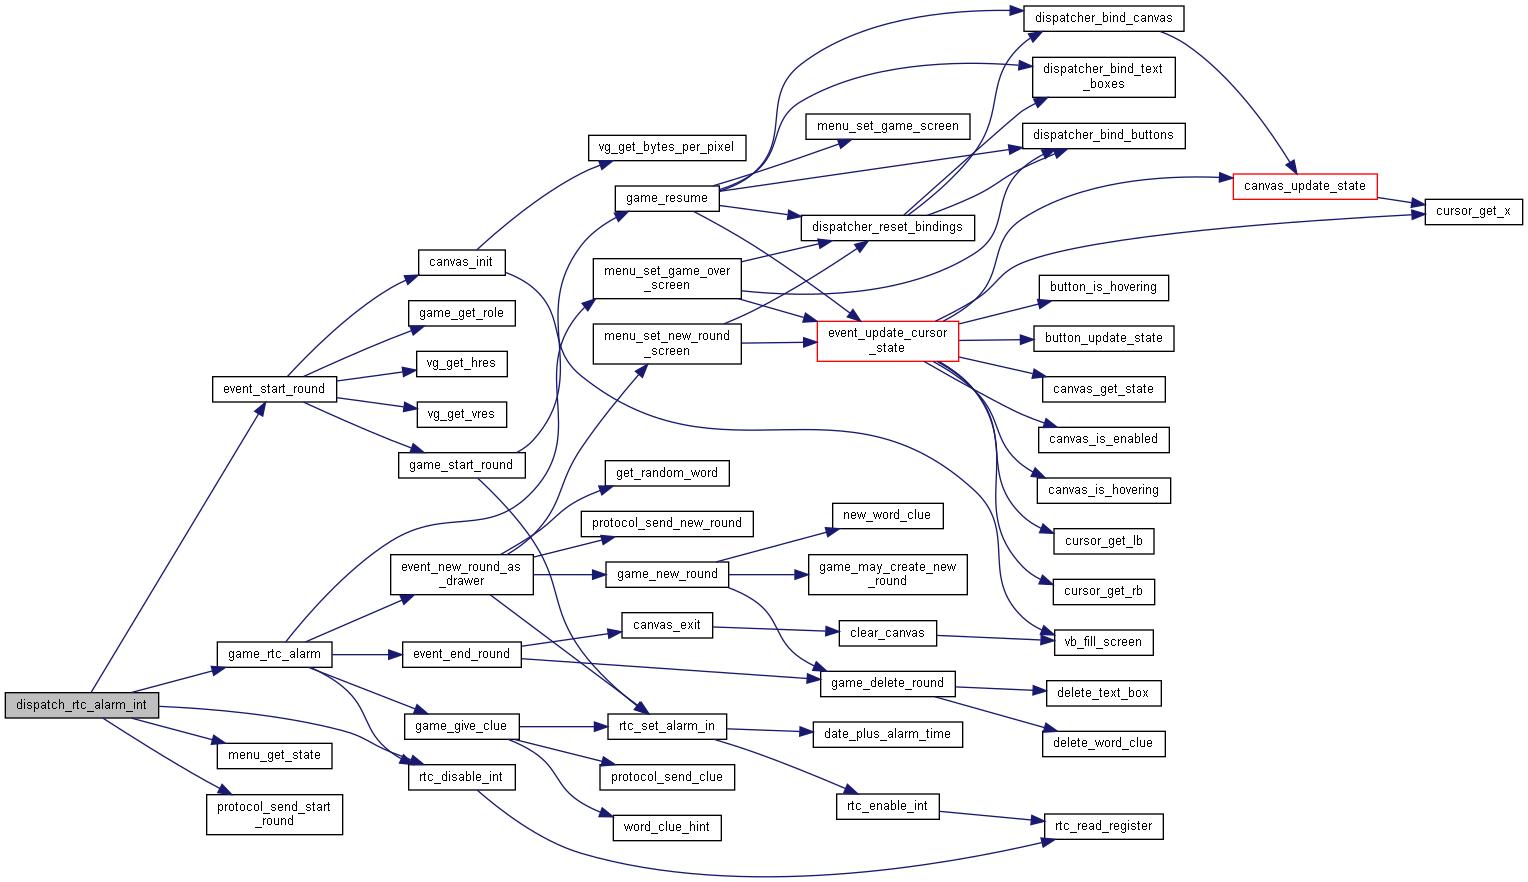 dispatch_rtc_alarm_int
event_start_round
game_rtc_alarm
menu_get_state
protocol_send_start
_round
canvas_init
game_get_role
vg_get_hres
vg_get_vres
game_start_round
event_new_round_as
_drawer
event_end_round
game_give_clue
rtc_disable_int
vg_get_bytes_per_pixel
game_resume
menu_set_game_over
_screen
menu_set_new_round
_screen
get_random_word
protocol_send_new_round
game_new_round
canvas_exit
rtc_set_alarm_in
protocol_send_clue
word_clue_hint
menu_set_game_screen
dispatcher_reset_bindings
event_update_cursor
_state
new_word_clue
game_may_create_new
_round
clear_canvas
game_delete_round
date_plus_alarm_time
rtc_enable_int
dispatcher_bind_canvas
dispatcher_bind_text
_boxes
dispatcher_bind_buttons
button_is_hovering
button_update_state
canvas_get_state
canvas_is_enabled
canvas_is_hovering
cursor_get_lb
cursor_get_rb
vb_fill_screen
delete_text_box
delete_word_clue
rtc_read_register
canvas_update_state
cursor_get_x